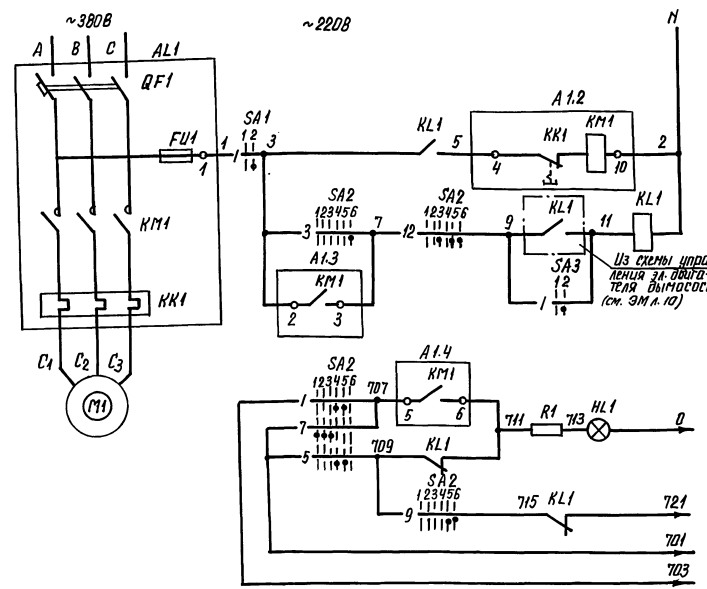 ~380В
~220В
N
A B C
AL1
QF1
FU1
1
1
SA1
1 2
3
KL1
5
A1.2
KK1
KM1
4
10
2
SA2
123456
3
7
SA2
123456
12
9
KL1
11
KL1
KM1
A1.3
KM1
2
3
SA3
1 2
1
Из схемы упра
ления эл. двига-
теля дымосос
(см. ЭМ л. 10)
KK1
C1 C2 C3
M1
SA2
123456
1
707
A1.4
KM1
5
6
7
5
709
KL1
711
R1
713
HL1
0
SA2
123456
9
715
KL1
721
701
703